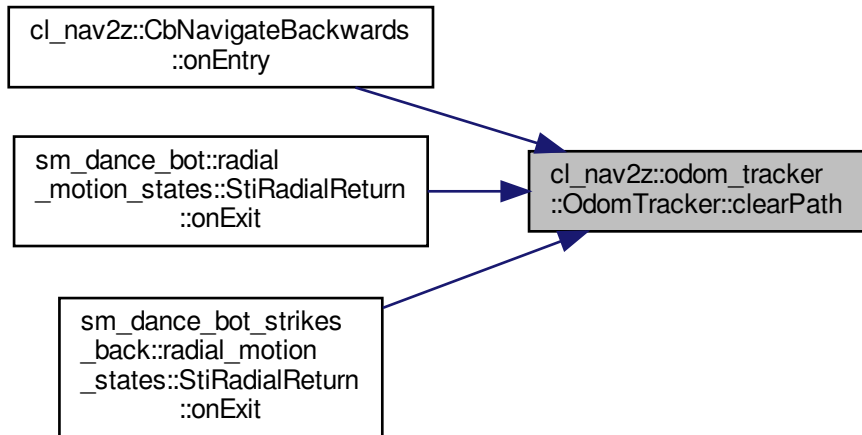 cl_nav2z::CbNavigateBackwards
::onEntry
sm_dance_bot::radial
_motion_states::StiRadialReturn
::onExit
cl_nav2z::odom_tracker
::OdomTracker::clearPath
sm_dance_bot_strikes
_back::radial_motion
_states::StiRadialReturn
::onExit